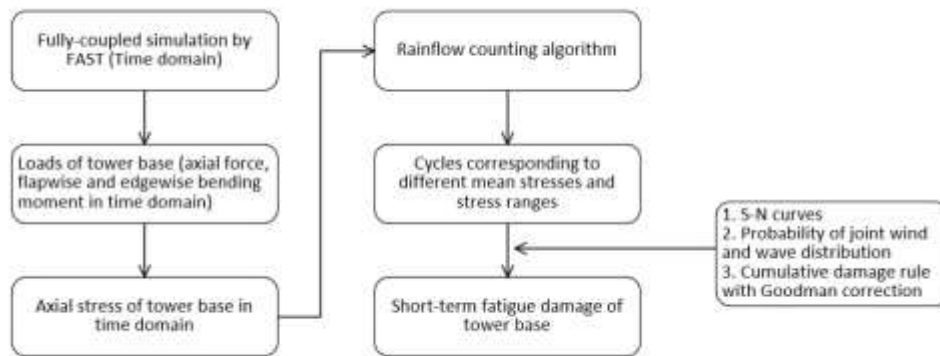 Fully-coupled simulation by
FAST (Time domain)
Loads of tower base (axial force,
flapwise and edgewise bending
moment in time domain)
Axial stress of tower base in
time domain
Rainflow counting algorithm
Cycles corresponding to
different mean stresses and
stress ranges
Short-term fatigue damage of
tower base
1. S-N curves
2. Probability of joint wind
and wave distribution
3. Cumulative damage rule
with Goodman correction